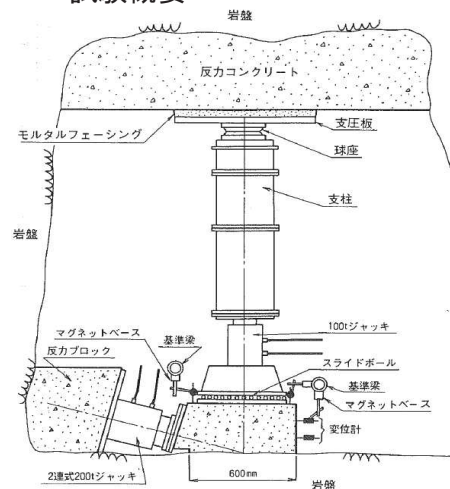 試験概要
岩盤
反力コンクリート
モルタルフェーシング
支圧板
球座
支柱
岩盤
マグネットベース
基準梁
100tジャッキ
反力ブロック
スライドボール
基準梁
マグネットベース
変位計
2連式200tジャッキ
600mm
岩盤